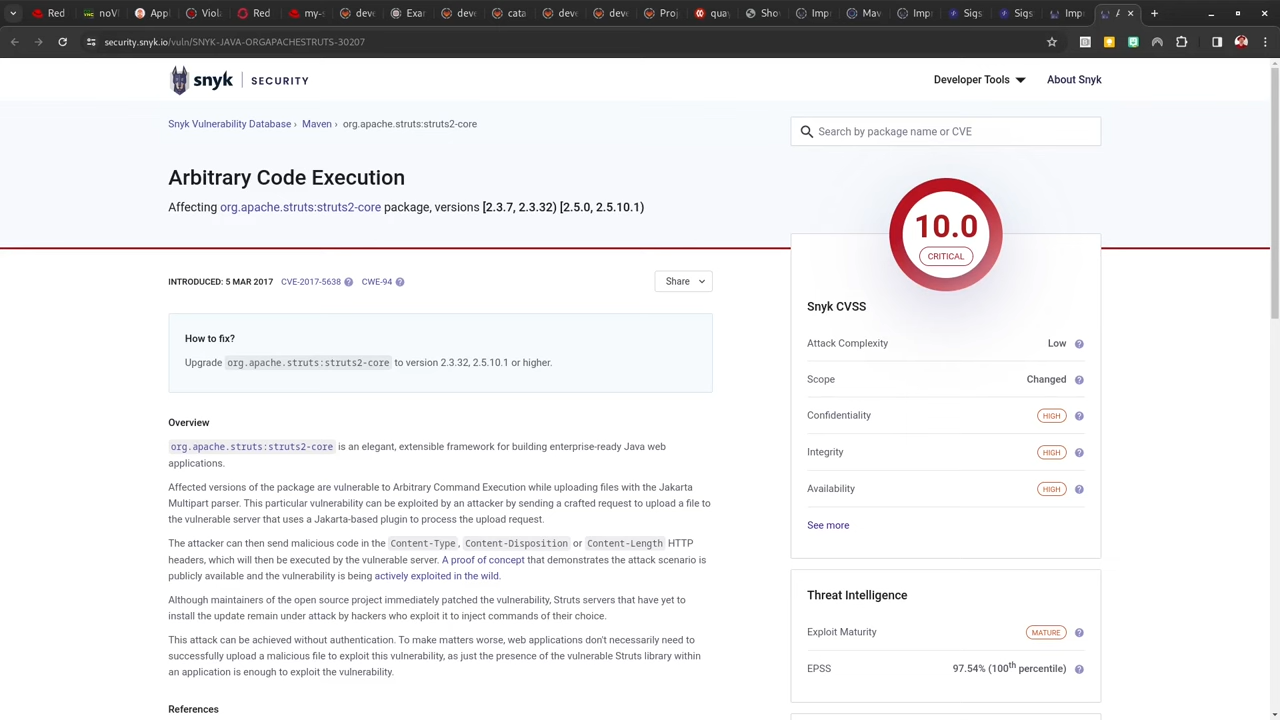 Red
noVI
App
Mav
Exar
deve
cata
deve
Pro
qua
Sho
Sig
Sigs
Imp
security.snyk.io/vuln/SNYK-JAVA-ORGAPACHESTRUTS-30207
snyk | SECURITY
Developer Tools
About Snyk
Snyk Vulnerability Database › Maven › org.apache.struts:struts2-core
Search by package name or CVE
Arbitrary Code Execution
Affecting org.apache.struts:struts2-core package, versions [2.3.7, 2.3.32) [2.5.0, 2.5.10.1)
10.0
CRITICAL
INTRODUCED: 5 MAR 2017 CVE-2017-5638 ? CWE-94 ?
Share
How to fix?
Upgrade org.apache.struts:struts2-core to version 2.3.32, 2.5.10.1 or higher.
Overview
org.apache.struts:struts2-core is an elegant, extensible framework for building enterprise-ready Java web
applications.
Affected versions of the package are vulnerable to Arbitrary Command Execution while uploading files with the Jakarta
Multipart parser. This particular vulnerability can be exploited by an attacker by sending a crafted request to upload a file to
the vulnerable server that uses a Jakarta-based plugin to process the upload request.
The attacker can then send malicious code in the Content-Type, Content-Disposition or Content-Length HTTP
headers, which will then be executed by the vulnerable server. A proof of concept that demonstrates the attack scenario is
publicly available and the vulnerability is being actively exploited in the wild.
Although maintainers of the open source project immediately patched the vulnerability, Struts servers that have yet to
install the update remain under attack by hackers who exploit it to inject commands of their choice.
This attack can be achieved without authentication. To make matters worse, web applications don't necessarily need to
successfully upload a malicious file to exploit this vulnerability, as just the presence of the vulnerable Struts library within
an application is enough to exploit the vulnerability.
References
Snyk CVSS
Attack Complexity Low ?
Scope Changed ?
Confidentiality HIGH ?
Integrity HIGH ?
Availability HIGH ?
See more
Threat Intelligence
Exploit Maturity MATURE ?
EPSS 97.54% (100th percentile) ?